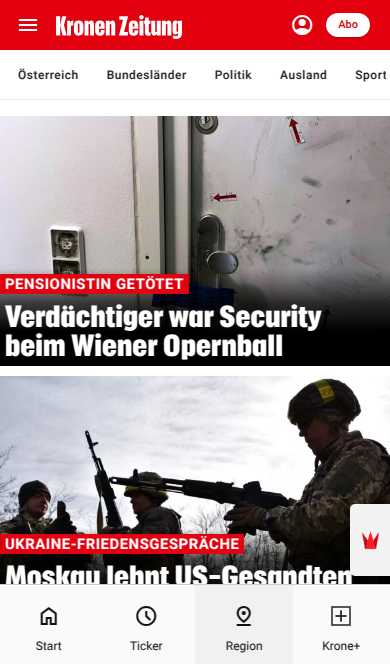 Kronen Zeitung
Abo
Österreich Bundesländer Politik Ausland Sport
PENSIONISTIN GETÖTET
Verdächtiger war Security
beim Wiener Opernball
UKRAINE-FRIEDENSGESPRÄCHE
Moskau lehnt US-Gesandten
Start Ticker Region Krone+